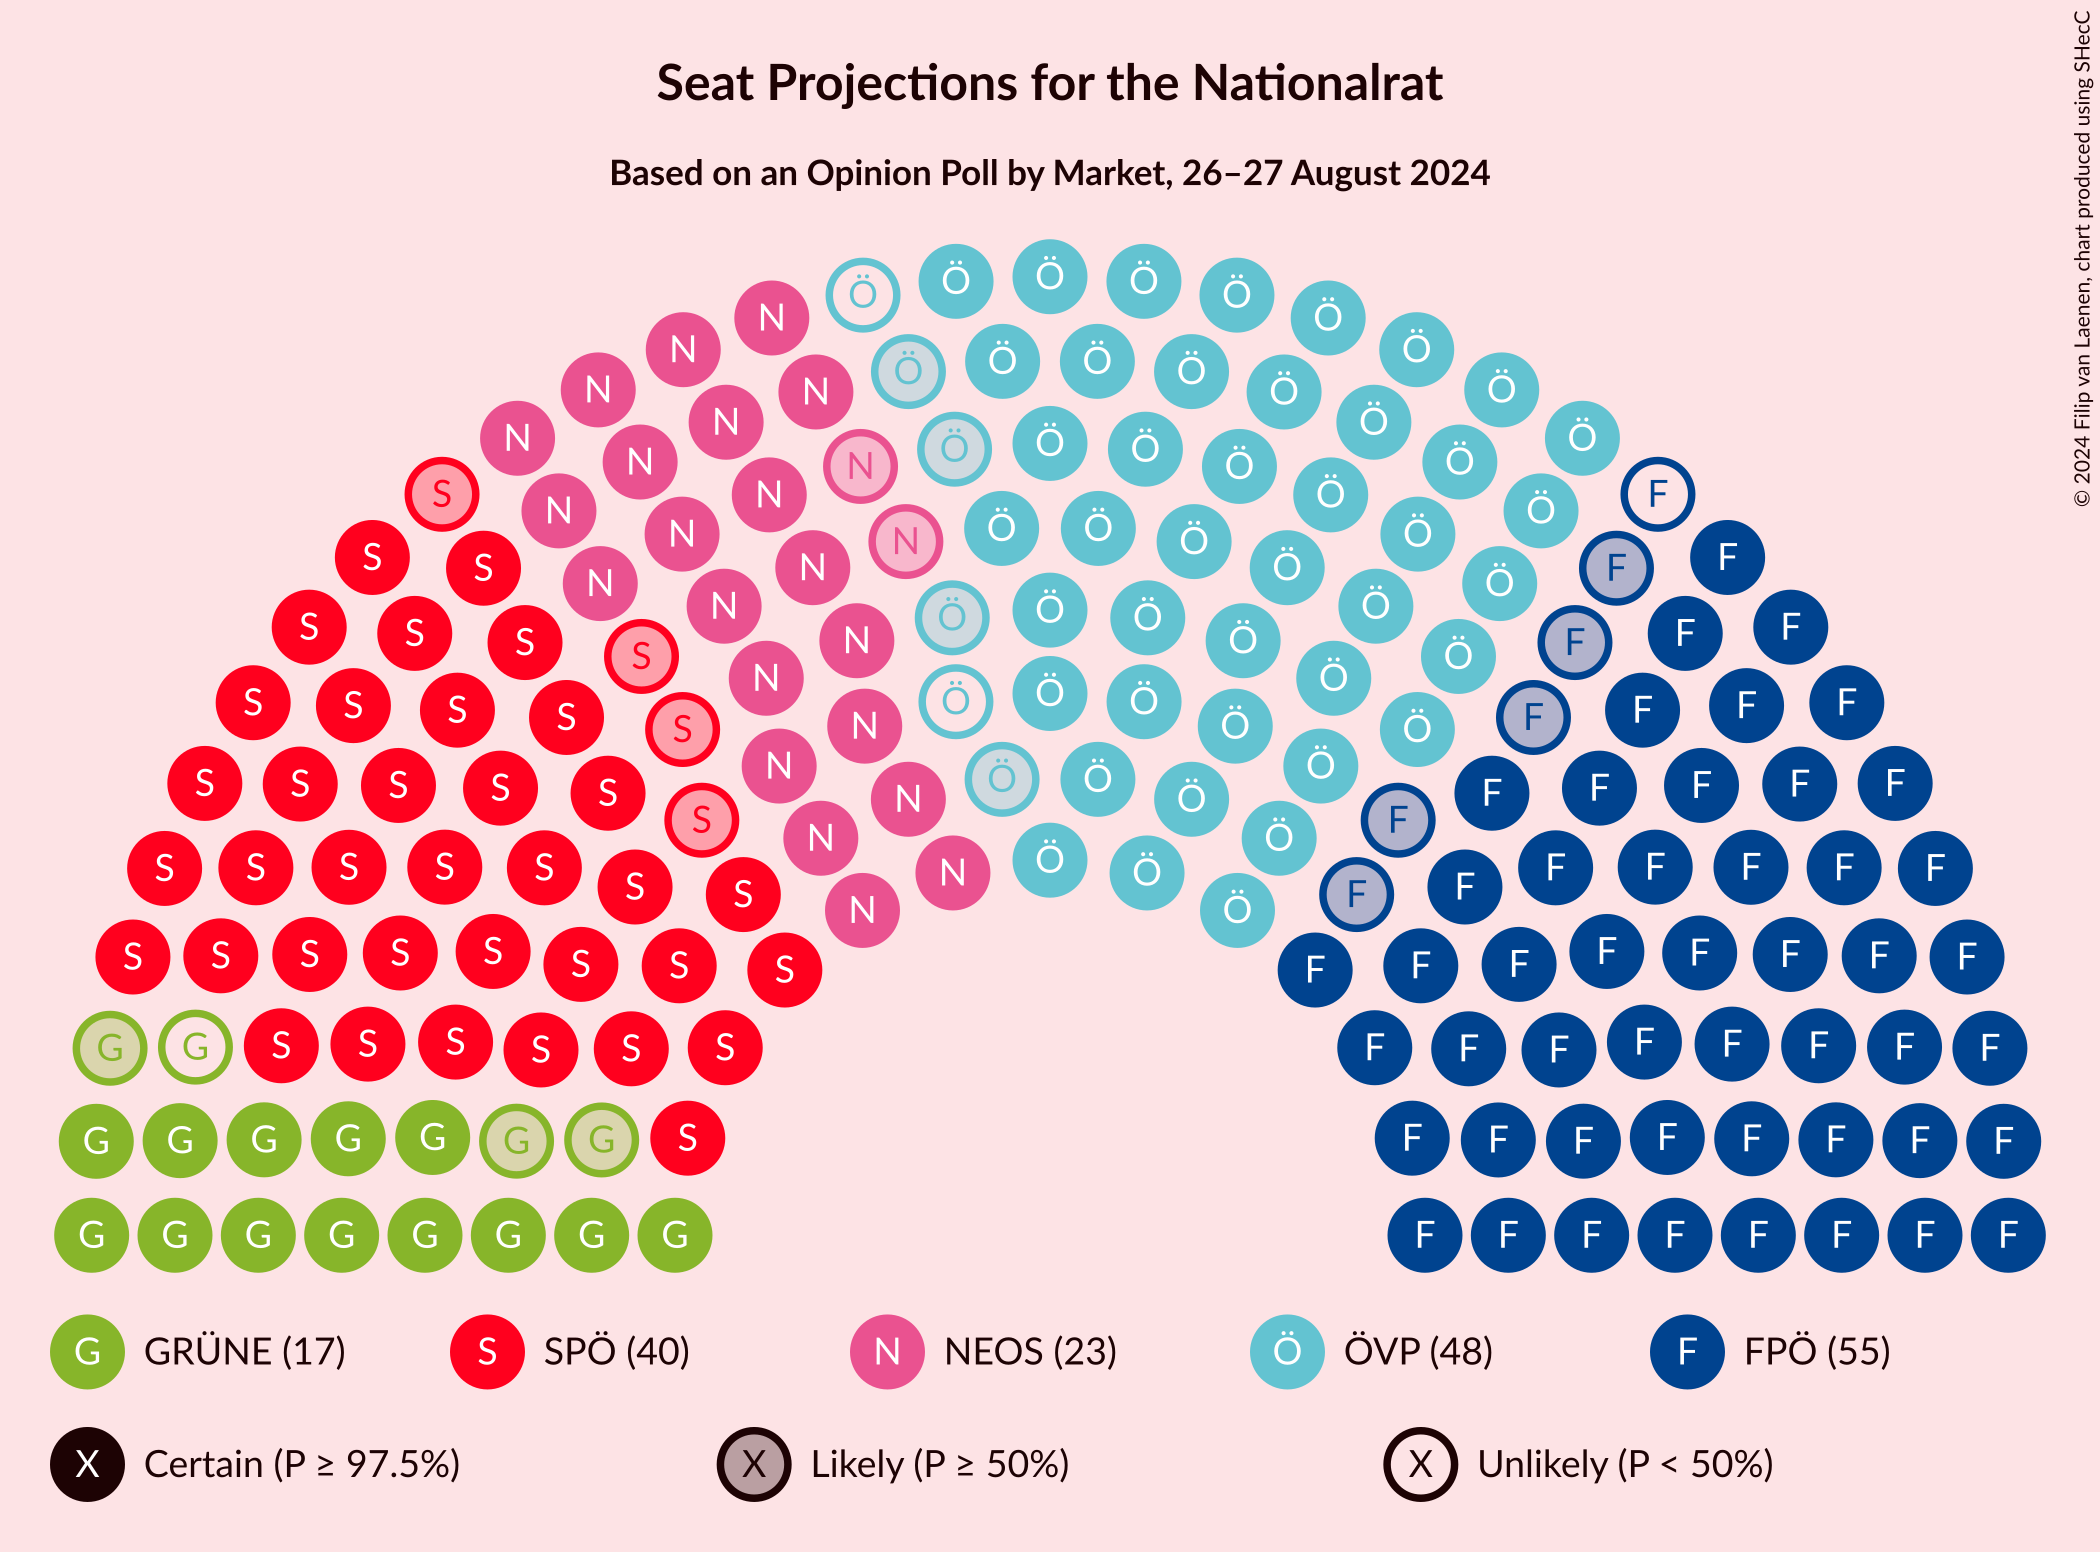 Seat Projections for the Nationalrat
Based on an Opinion Poll by Market, 26–27 August 2024
© 2024 Filip van Laenen, chart produced using SHecC
G GRÜNE (17) S SPÖ (40) N NEOS (23) Ö ÖVP (48) F FPÖ (55)
X Certain (P ≥ 97.5%) X Likely (P ≥ 50%) X Unlikely (P < 50%)